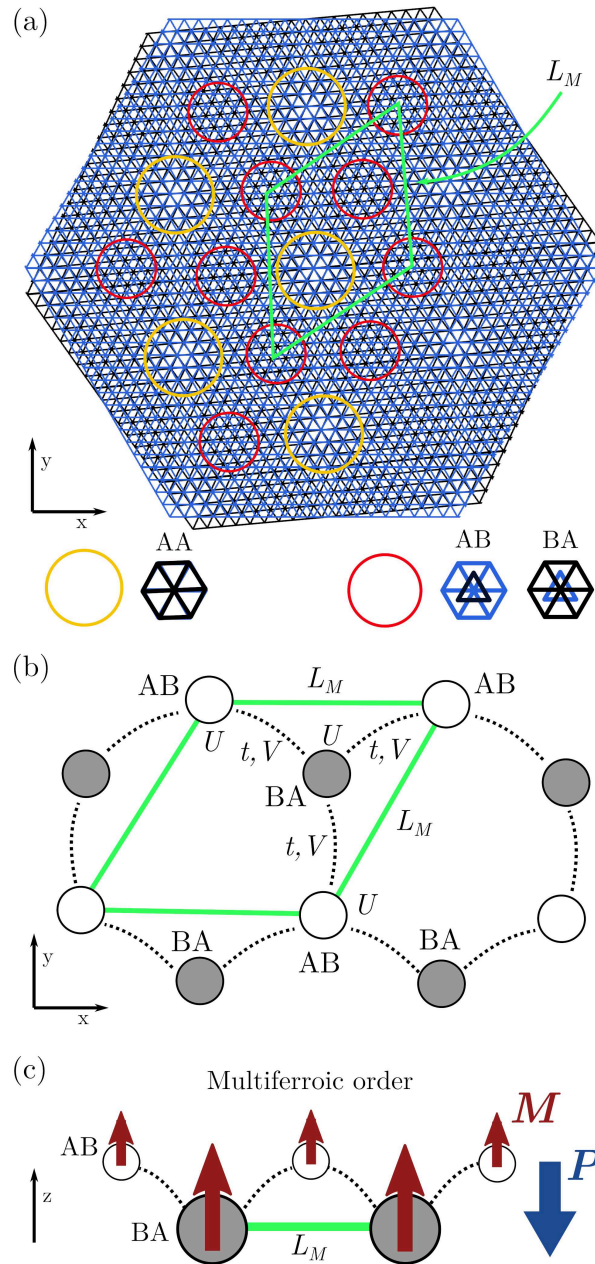 (a)
L_M
y
x
AA
AB
BA
(b)
AB
L_M
AB
U
U
t, V
t, V
BA
L_M
t, V
U
BA
AB
BA
y
x
(c)
Multiferroic order
M
AB
P
z
BA
L_M